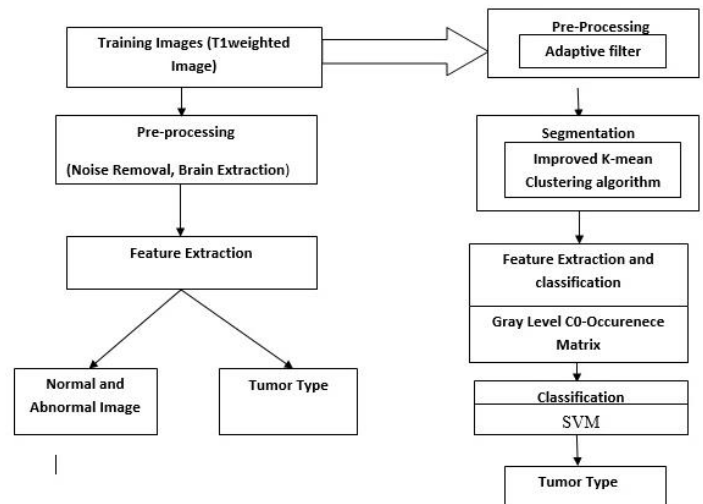 Training Images (T1weighted
Image)
Pre-processing
(Noise Removal, Brain Extraction)
Feature Extraction
Normal and
Abnormal Image
Tumor Type
Pre-Processing
Adaptive filter
Segmentation
Improved K-mean
Clustering algorithm
Feature Extraction and
classification
Gray Level C0-Occurenece
Matrix
Classification
SVM
Tumor Type